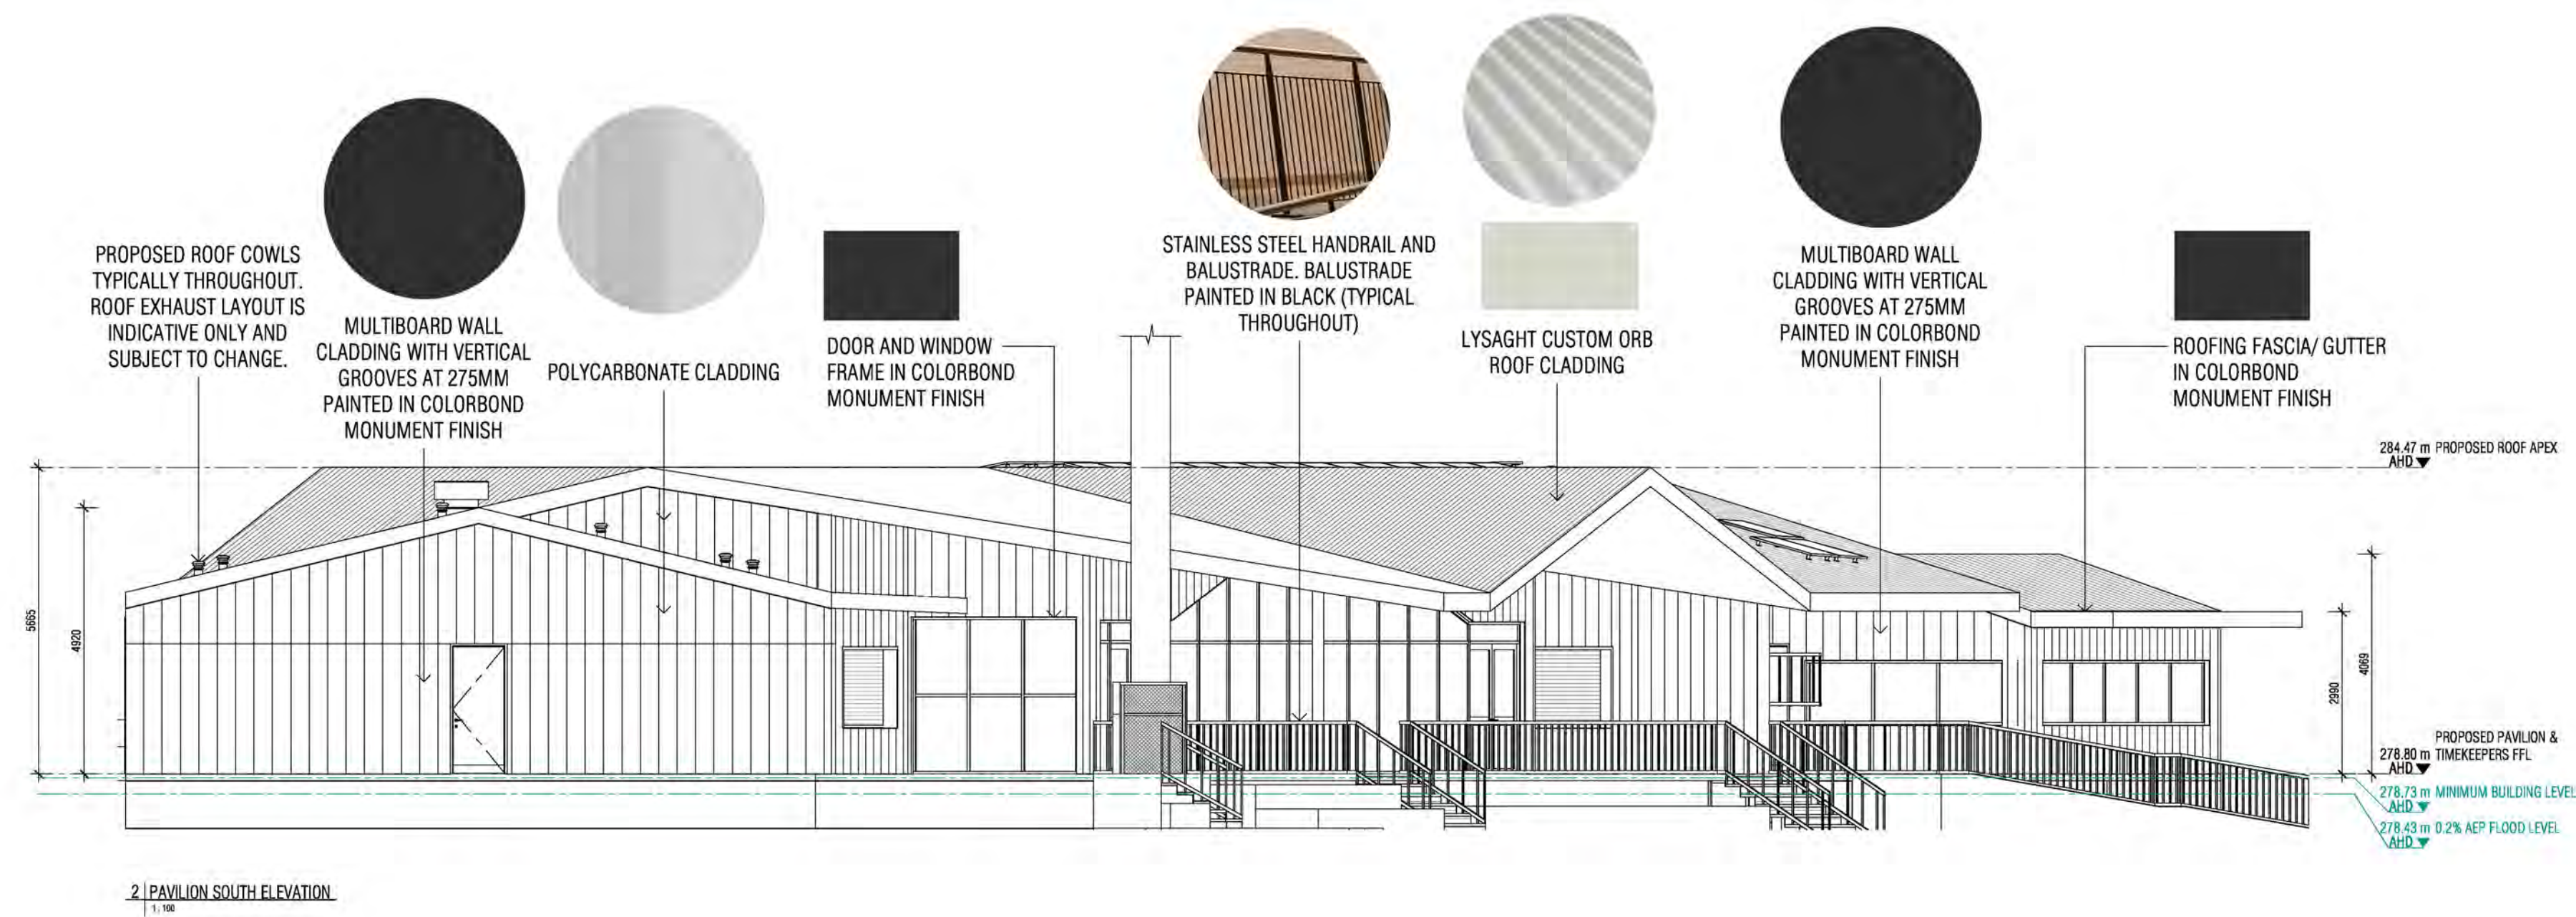 PROPOSED ROOF COWLS
TYPICALLY THROUGHOUT.
ROOF EXHAUST LAYOUT IS
INDICATIVE ONLY AND
SUBJECT TO CHANGE.
MULTIBOARD WALL
CLADDING WITH VERTICAL
GROOVES AT 275MM
PAINTED IN COLORBOND
MONUMENT FINISH
POLYCARBONATE CLADDING
DOOR AND WINDOW
FRAME IN COLORBOND
MONUMENT FINISH
STAINLESS STEEL HANDRAIL AND
BALUSTRADE. BALUSTRADE
PAINTED IN BLACK (TYPICAL
THROUGHOUT)
LYSAGHT CUSTOM ORB
ROOF CLADDING
MULTIBOARD WALL
CLADDING WITH VERTICAL
GROOVES AT 275MM
PAINTED IN COLORBOND
MONUMENT FINISH
ROOFING FASCIA/ GUTTER
IN COLORBOND
MONUMENT FINISH
284.47 m PROPOSED ROOF APEX
AHD
5665
4920
4069
2990
PROPOSED PAVILION &
278.80 m TIMEKEEPERS FFL
AHD
278.73 m MINIMUM BUILDING LEVEL
AHD
278.43 m 0.2% AEP FLOOD LEVEL
AHD
2 PAVILION SOUTH ELEVATION
1 : 100